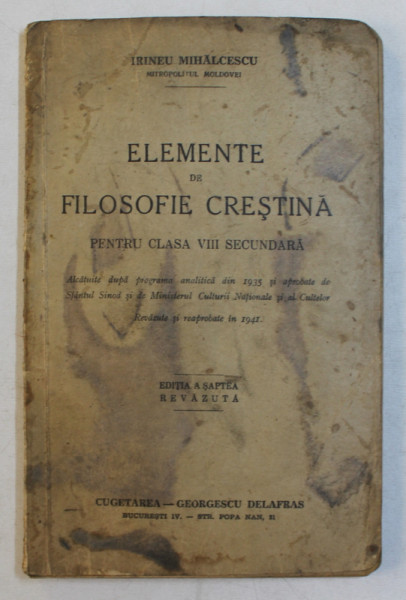 IRINEU MIHĂLCESCU
MITROPOLITUL MOLDOVEI
ELEMENTE
DE
FILOSOFIE CREŞTINĂ
PENTRU CLASA VIII SECUNDARĂ
Alcătuite după programa analitică din 1935 şi aprobate de
Sfântul Sinod şi de Ministerul Culturii Naţionale şi al Cultelor
Revăzute şi reaprobate în 1941.
EDIŢIA A ŞAPTEA
REVĂZUTĂ
CUGETAREA — GEORGESCU DELAFRAS
BUCUREŞTI IV. — STR. POPA NAN, 21